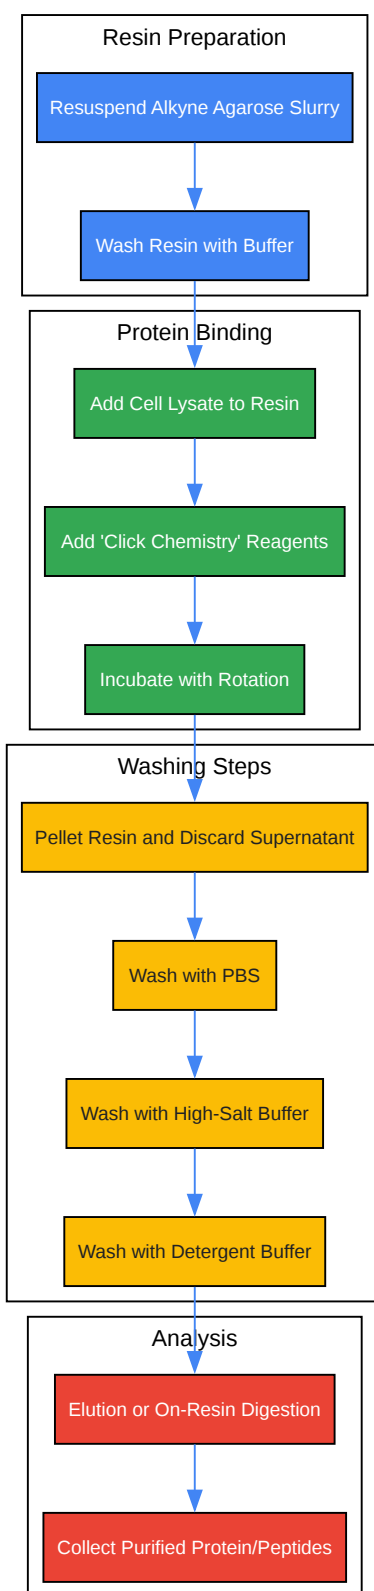 Resin Preparation
Resuspend Alkyne Agarose Slurry
Wash Resin with Buffer
Protein Binding
Add Cell Lysate to Resin
Add 'Click Chemistry' Reagents
Incubate with Rotation
Washing Steps
Pellet Resin and Discard Supernatant
Wash with PBS
Wash with High-Salt Buffer
Wash with Detergent Buffer
Analysis
Elution or On-Resin Digestion
Collect Purified Protein/Peptides